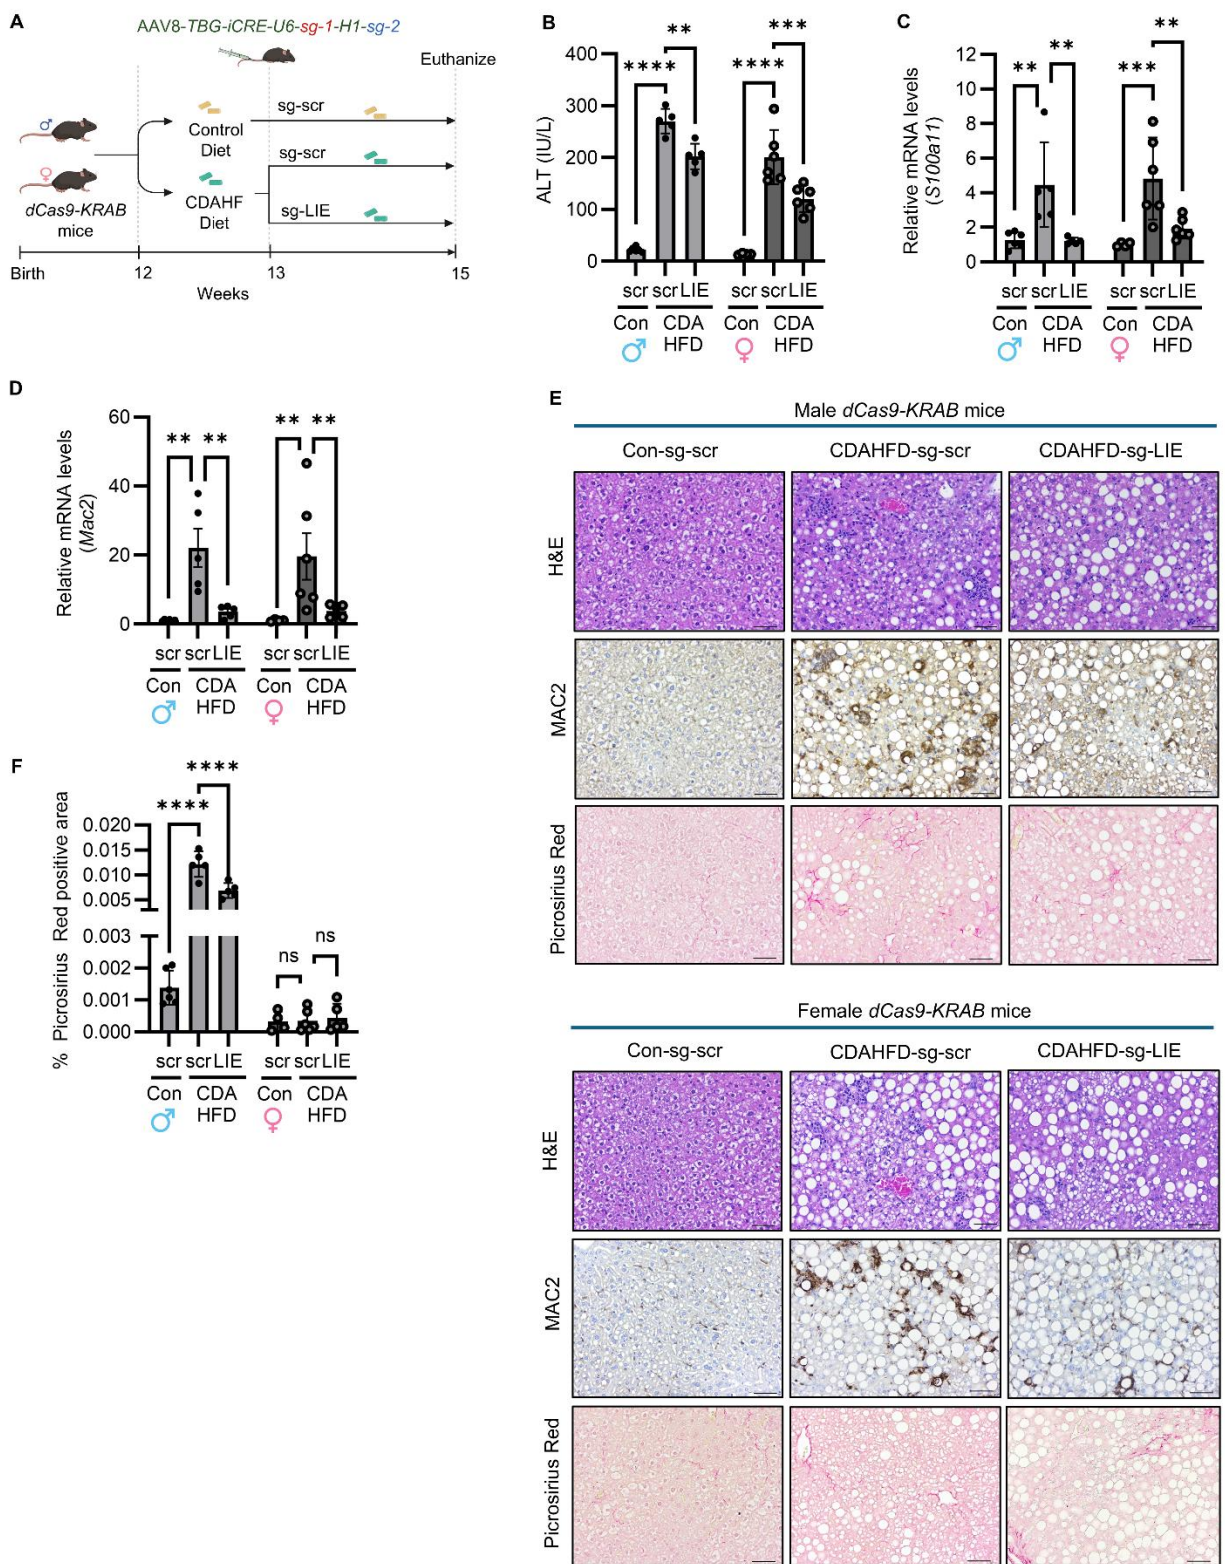 A
AAV8-TBG-iCRE-U6-sg-1-H1-sg-2
Euthanize
♂
♀
dCas9-KRAB
mice
Control
Diet
CDAHF
Diet
sg-scr
sg-scr
sg-LIE
Birth
12
13
15
Weeks
B
ALT (IU/L)
400
300
200
100
0
****
**
****
***
scr scr LIE scr scr LIE
Con CDA Con CDA
♂ HFD ♀ HFD
C
Relative mRNA levels
(S100a11)
12
10
8
6
4
2
0
**
**
***
**
scr scr LIE scr scr LIE
Con CDA Con CDA
♂ HFD ♀ HFD
D
Relative mRNA levels
(Mac2)
60
40
20
0
**
**
**
**
scr scr LIE scr scr LIE
Con CDA Con CDA
♂ HFD ♀ HFD
E
Male dCas9-KRAB mice
Con-sg-scr
CDAHFD-sg-scr
CDAHFD-sg-LIE
H&E
MAC2
Picrosirius Red
Female dCas9-KRAB mice
Con-sg-scr
CDAHFD-sg-scr
CDAHFD-sg-LIE
H&E
MAC2
Picrosirius Red
F
% Picrosirius Red positive area
0.020
0.015
0.010
0.005
0.003
0.002
0.001
0.000
****
****
ns
ns
scr scr LIE scr scr LIE
Con CDA Con CDA
♂ HFD ♀ HFD